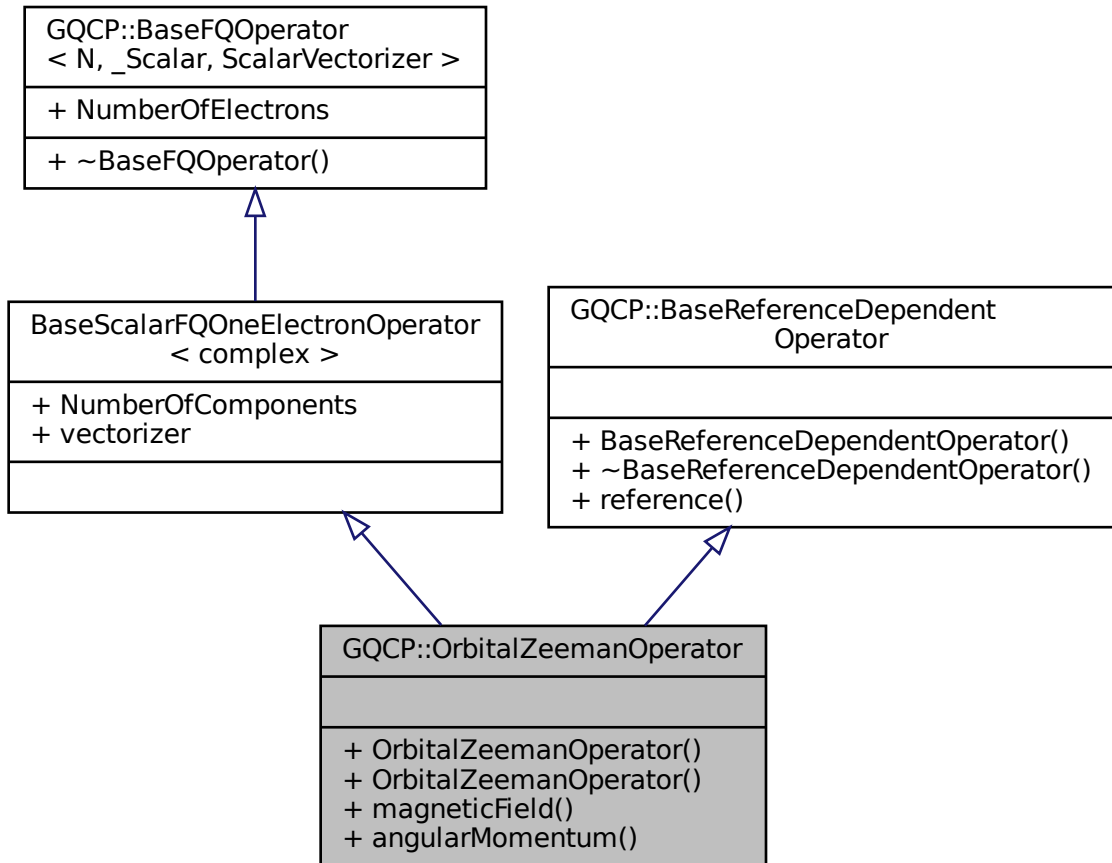 GQCP::BaseFQOperator
< N, _Scalar, ScalarVectorizer >
+ NumberOfElectrons
+ ~BaseFQOperator()
BaseScalarFQOneElectronOperator
< complex >
+ NumberOfComponents
+ vectorizer
GQCP::BaseReferenceDependent
Operator
+ BaseReferenceDependentOperator()
+ ~BaseReferenceDependentOperator()
+ reference()
GQCP::OrbitalZeemanOperator
+ OrbitalZeemanOperator()
+ OrbitalZeemanOperator()
+ magneticField()
+ angularMomentum()